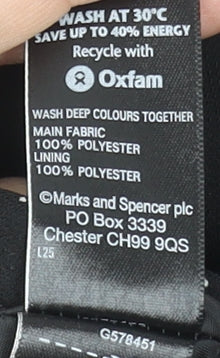 WASH AT 30°C
SAVE UP TO 40% ENERGY
Recycle with
Oxfam
WASH DEEP COLOURS TOGETHER
MAIN FABRIC
100% POLYESTER
LINING
100% POLYESTER
©Marks and Spencer plc
PO Box 3339
Chester CH99 9QS
L25
G578451